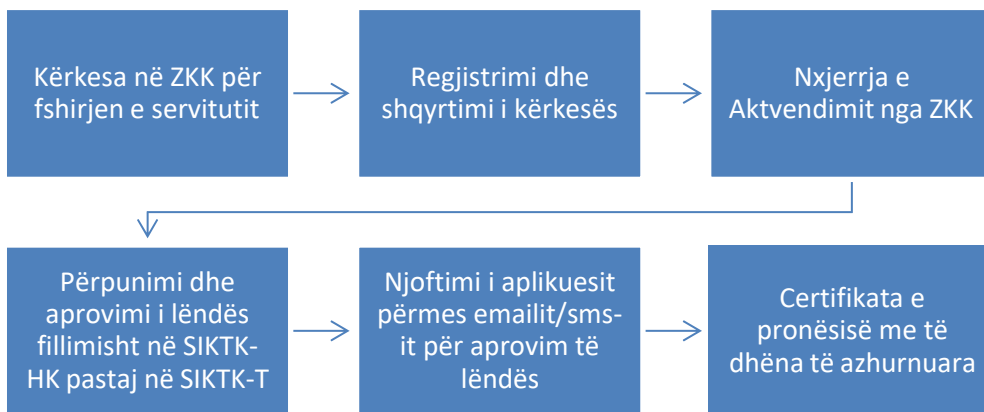 Kërkesa në ZKK për
fshirjen e servitutit
Regjistrimi dhe
shqyrtimi i kërkesës
Nxjerrja e
Aktvendimit nga ZKK
Përpunimi dhe
aprovimi i lëndës
fillimisht në SIKTK-
HK pastaj në SIKTK-T
Njoftimi i aplikuesit
përmes emailit/sms-
it për aprovim të
lëndës
Certifikata e
pronësisë me të
dhëna të azhurnuara